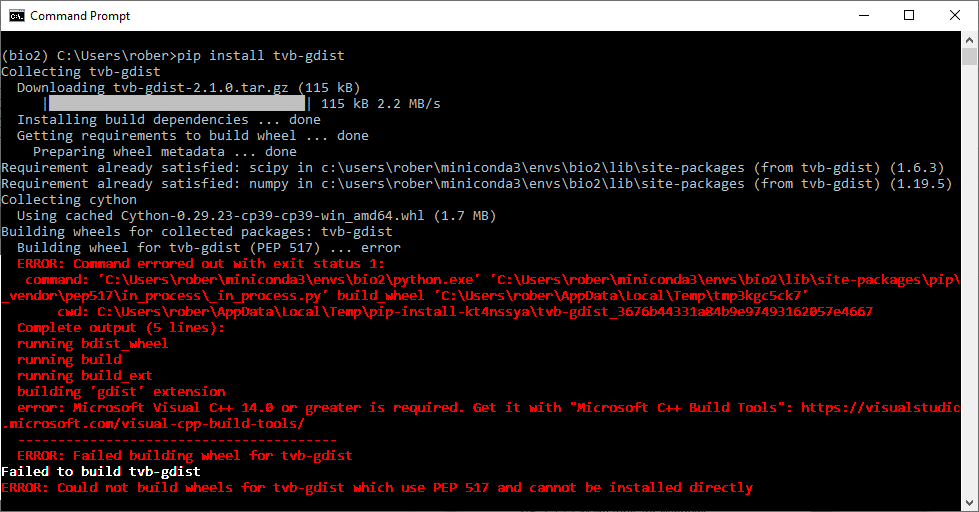 Command Prompt
(bio2) C:\Users\rober>pip install tvb-gdist
Collecting tvb-gdist
Downloading tvb-gdist-2.1.0.tar.gz (115 kB)
|████████████████████████████████| 115 kB 2.2 MB/s
Installing build dependencies ... done
Getting requirements to build wheel ... done
Preparing wheel metadata ... done
Requirement already satisfied: scipy in c:\users\rober\miniconda3\envs\bio2\lib\site-packages (from tvb-gdist) (1.6.3)
Requirement already satisfied: numpy in c:\users\rober\miniconda3\envs\bio2\lib\site-packages (from tvb-gdist) (1.19.5)
Collecting cython
Using cached Cython-0.29.23-cp39-cp39-win_amd64.whl (1.7 MB)
Building wheels for collected packages: tvb-gdist
Building wheel for tvb-gdist (PEP 517) ... error
ERROR: Command errored out with exit status 1:
command: 'C:\Users\rober\miniconda3\envs\bio2\python.exe' 'C:\Users\rober\miniconda3\envs\bio2\lib\site-packages\pip\
_vendor\pep517\in_process\_in_process.py' build_wheel 'C:\Users\rober\AppData\Local\Temp\tmp3kgc5ck7'
cwd: C:\Users\rober\AppData\Local\Temp\pip-install-kt4nssya\tvb-gdist_3676b44331a84b9e97493162057e4667
Complete output (5 lines):
running bdist_wheel
running build
running build_ext
building 'gdist' extension
error: Microsoft Visual C++ 14.0 or greater is required. Get it with "Microsoft C++ Build Tools": https://visualstudio
.microsoft.com/visual-cpp-build-tools/
----------------------------------------
ERROR: Failed building wheel for tvb-gdist
Failed to build tvb-gdist
ERROR: Could not build wheels for tvb-gdist which use PEP 517 and cannot be installed directly